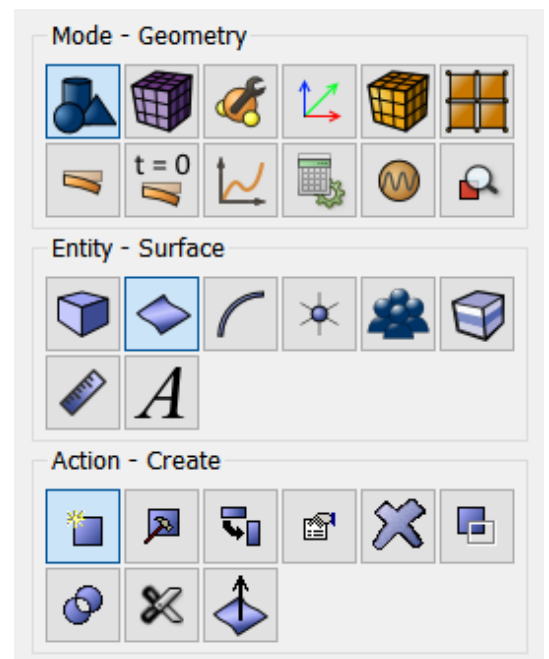 Mode - Geometry
t = 0
Entity - Surface
A
Action - Create